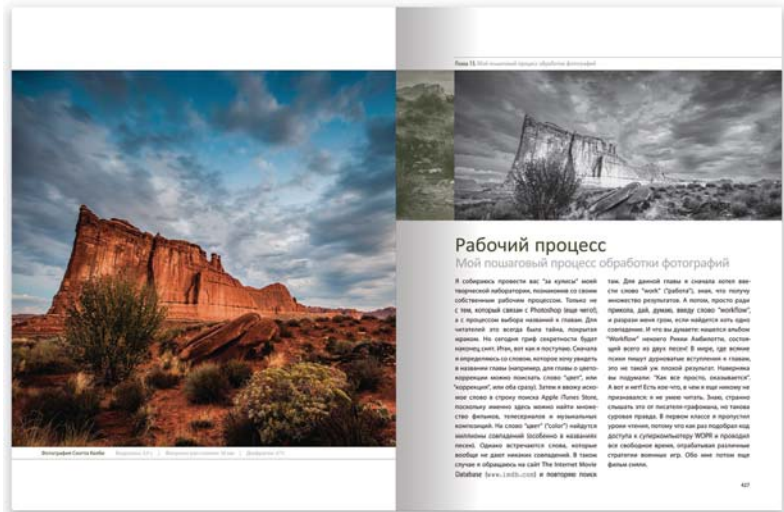 Фотография Скотта Келби
Глава 15 Мой пошаговый процесс обработки фотографий
Рабочий процесс
Мой пошаговый процесс обработки фотографий
Я собираюсь провести вас "за кулисы" моей
творческой лаборатории, познакомив со своим
собственным рабочим процессом. Только не
с тем, который связан с Photoshop (еще чего!),
а с процессом выбора названий к главам. Для
читателей это всегда была тайна, покрытая
мраком. Но сегодня гриф секретности будет
наконец снят. Итак, вот как я поступаю. Сначала
я определяюсь со словом, которое хочу увидеть
в названии главы (например, для главы о цвето-
коррекции можно поискать слово "цвет", или
"коррекция", или оба сразу). Затем я ввожу иско-
мое слово в строку поиска Apple iTunes Store,
поскольку именно здесь можно найти множе-
ство фильмов, телесериалов и музыкальных
композиций. На слово "цвет" ("color") найдутся
миллионы совпадений (особенно в названиях
песен). Однако встречаются слова, которые
вообще не дают никаких совпадений. В таком
случае я обращаюсь на сайт The Internet Movie
Database (www.imdb.com) и повторяю поиск
там. Для данной главы я сначала хотел вве-
сти слово "work" ("работа"), зная, что получу
множество результатов. А потом, просто ради
прикола, дай, думаю, введу слово "workflow",
и разрази меня гром, если найдется хоть одно
совпадение. И что вы думаете: нашелся альбом
"Workflow" некоего Рикки Амбилотти, состоя-
щий всего из двух песен! В мире, где всякие
психи пишут дурноватые вступления к главам,
это не такой уж плохой результат. Наверняка
вы подумали: "Как все просто, оказывается".
А вот и нет! Есть кое-что, в чем я еще никому не
признавался: я не умею читать. Знаю, странно
слышать это от писателя-графомана, но такова
суровая правда. В первом классе я пропустил
уроки чтения, потому что как раз подобрал код
доступа к суперкомпьютеру WOPR и проводил
все свободное время, отрабатывая различные
стратегии военных игр. Обо мне потом еще
фильм сняли.
427